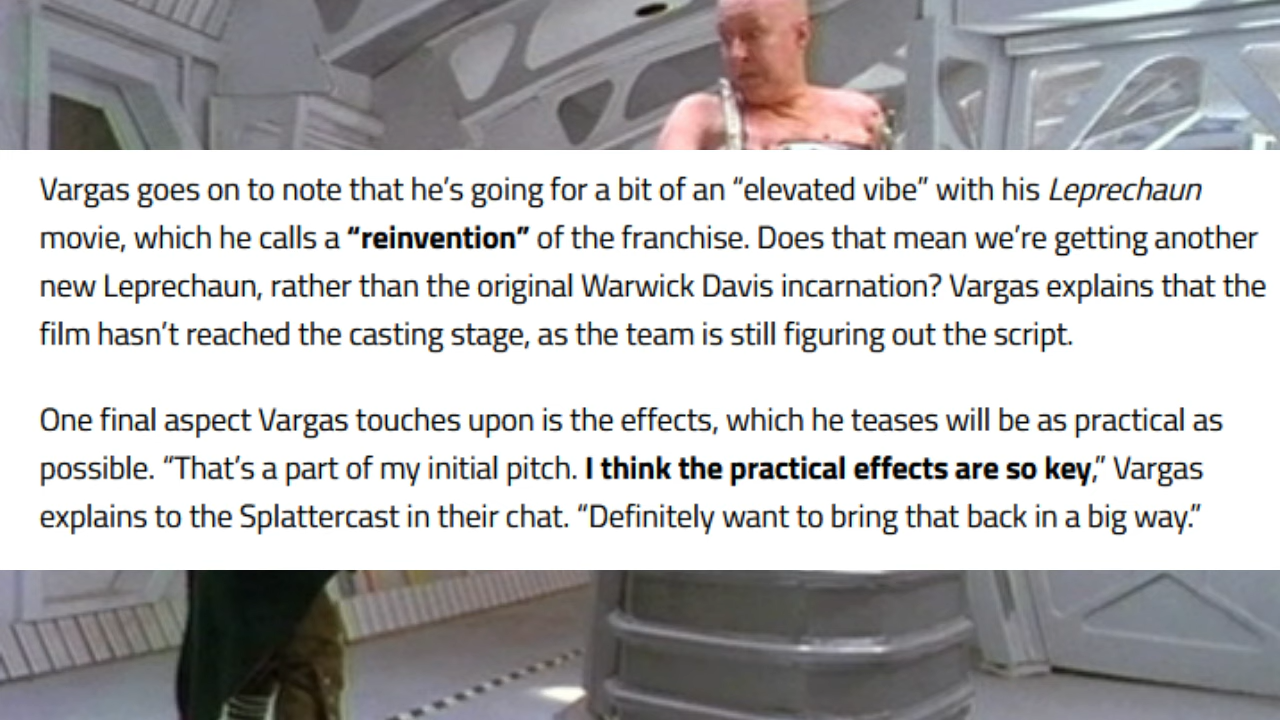 Vargas goes on to note that he’s going for a bit of an “elevated vibe” with his Leprechaun
movie, which he calls a “reinvention” of the franchise. Does that mean we’re getting another
new Leprechaun, rather than the original Warwick Davis incarnation? Vargas explains that the
film hasn’t reached the casting stage, as the team is still figuring out the script.
One final aspect Vargas touches upon is the effects, which he teases will be as practical as
possible. “That’s a part of my initial pitch. I think the practical effects are so key,” Vargas
explains to the Splattercast in their chat. “Definitely want to bring that back in a big way.”